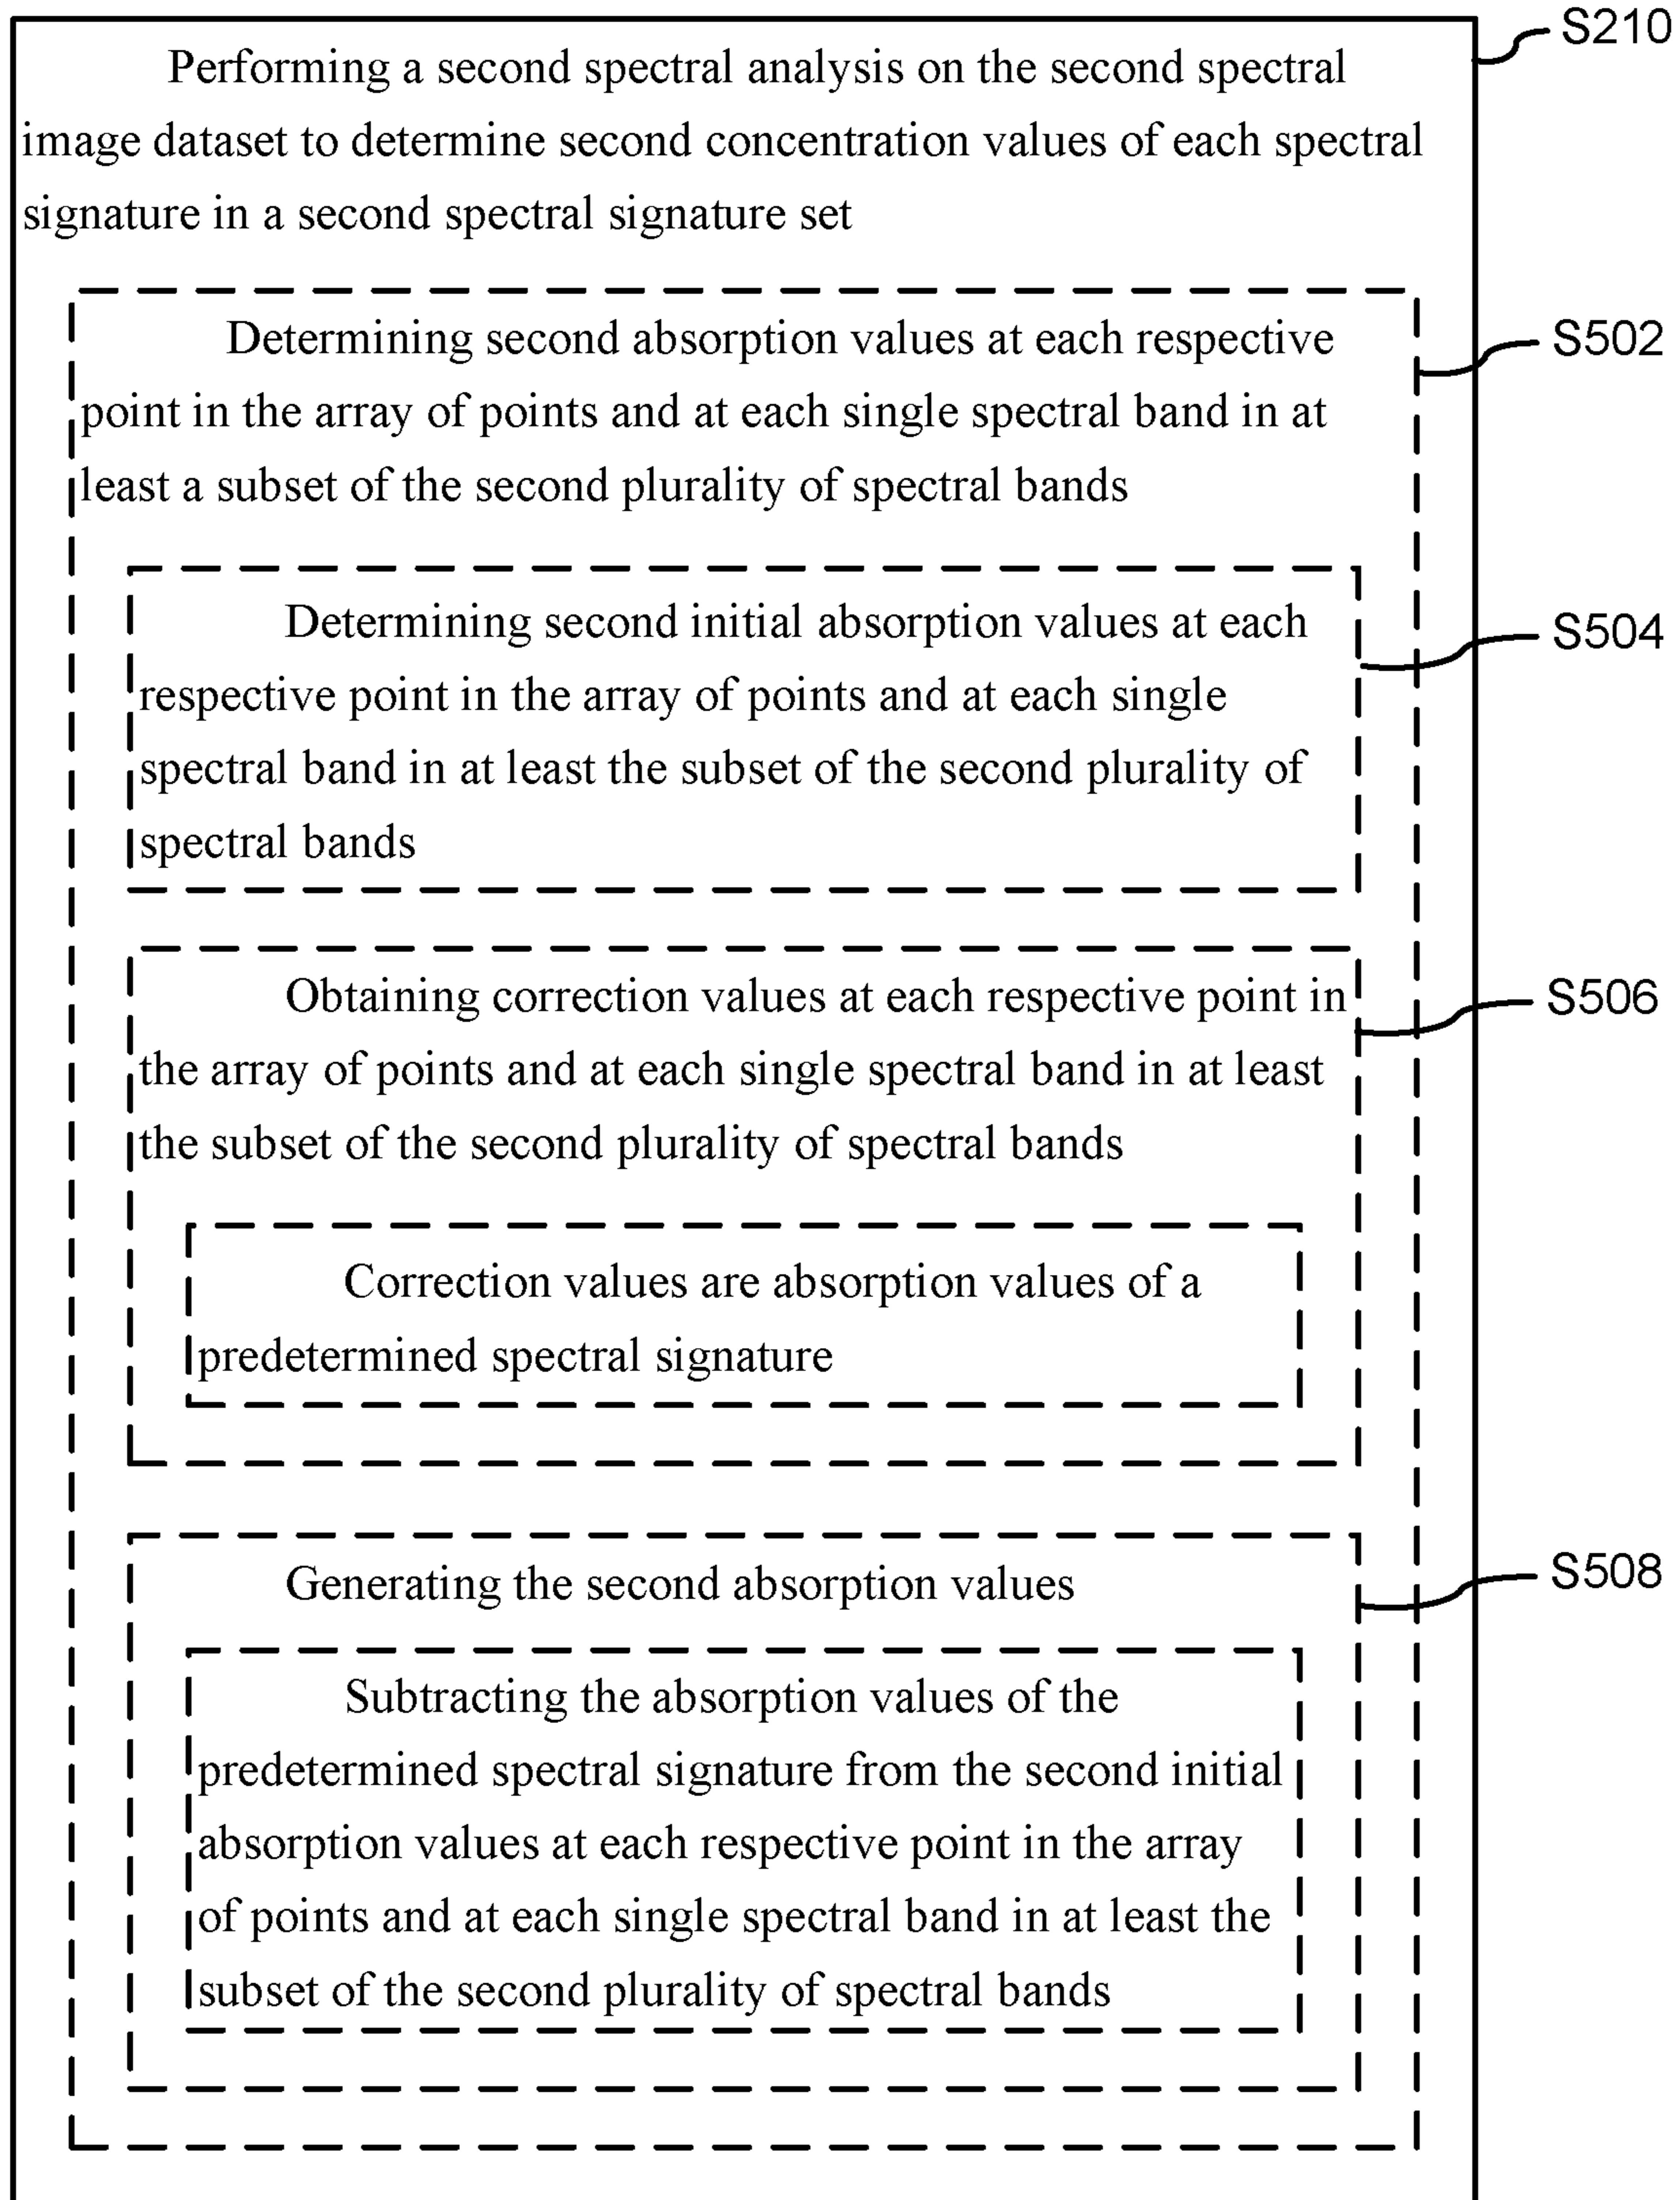 S210
Performing a second spectral analysis on the second spectral
image dataset to determine second concentration values of each spectral
signature in a second spectral signature set
Determining second absorption values at each respective
point in the array of points and at each single spectral band in at
least a subset of the second plurality of spectral bands
S502
Determining second initial absorption values at each
respective point in the array of points and at each single
spectral band in at least the subset of the second plurality of
spectral bands
S504
Obtaining correction values at each respective point in
the array of points and at each single spectral band in at least
the subset of the second plurality of spectral bands
S506
Correction values are absorption values of a
predetermined spectral signature
Generating the second absorption values
S508
Subtracting the absorption values of the
predetermined spectral signature from the second initial
absorption values at each respective point in the array
of points and at each single spectral band in at least the
subset of the second plurality of spectral bands